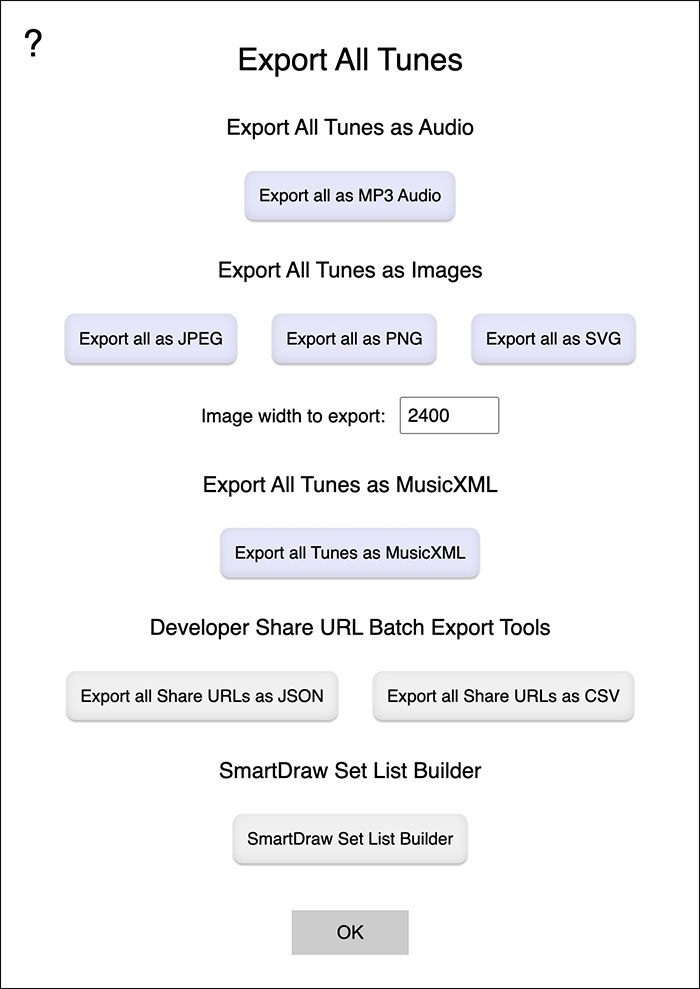 ?
Export All Tunes
Export All Tunes as Audio
Export all as MP3 Audio
Export All Tunes as Images
Export all as JPEG Export all as PNG Export all as SVG
Image width to export: 2400
Export All Tunes as MusicXML
Export all Tunes as MusicXML
Developer Share URL Batch Export Tools
Export all Share URLs as JSON Export all Share URLs as CSV
SmartDraw Set List Builder
SmartDraw Set List Builder
OK